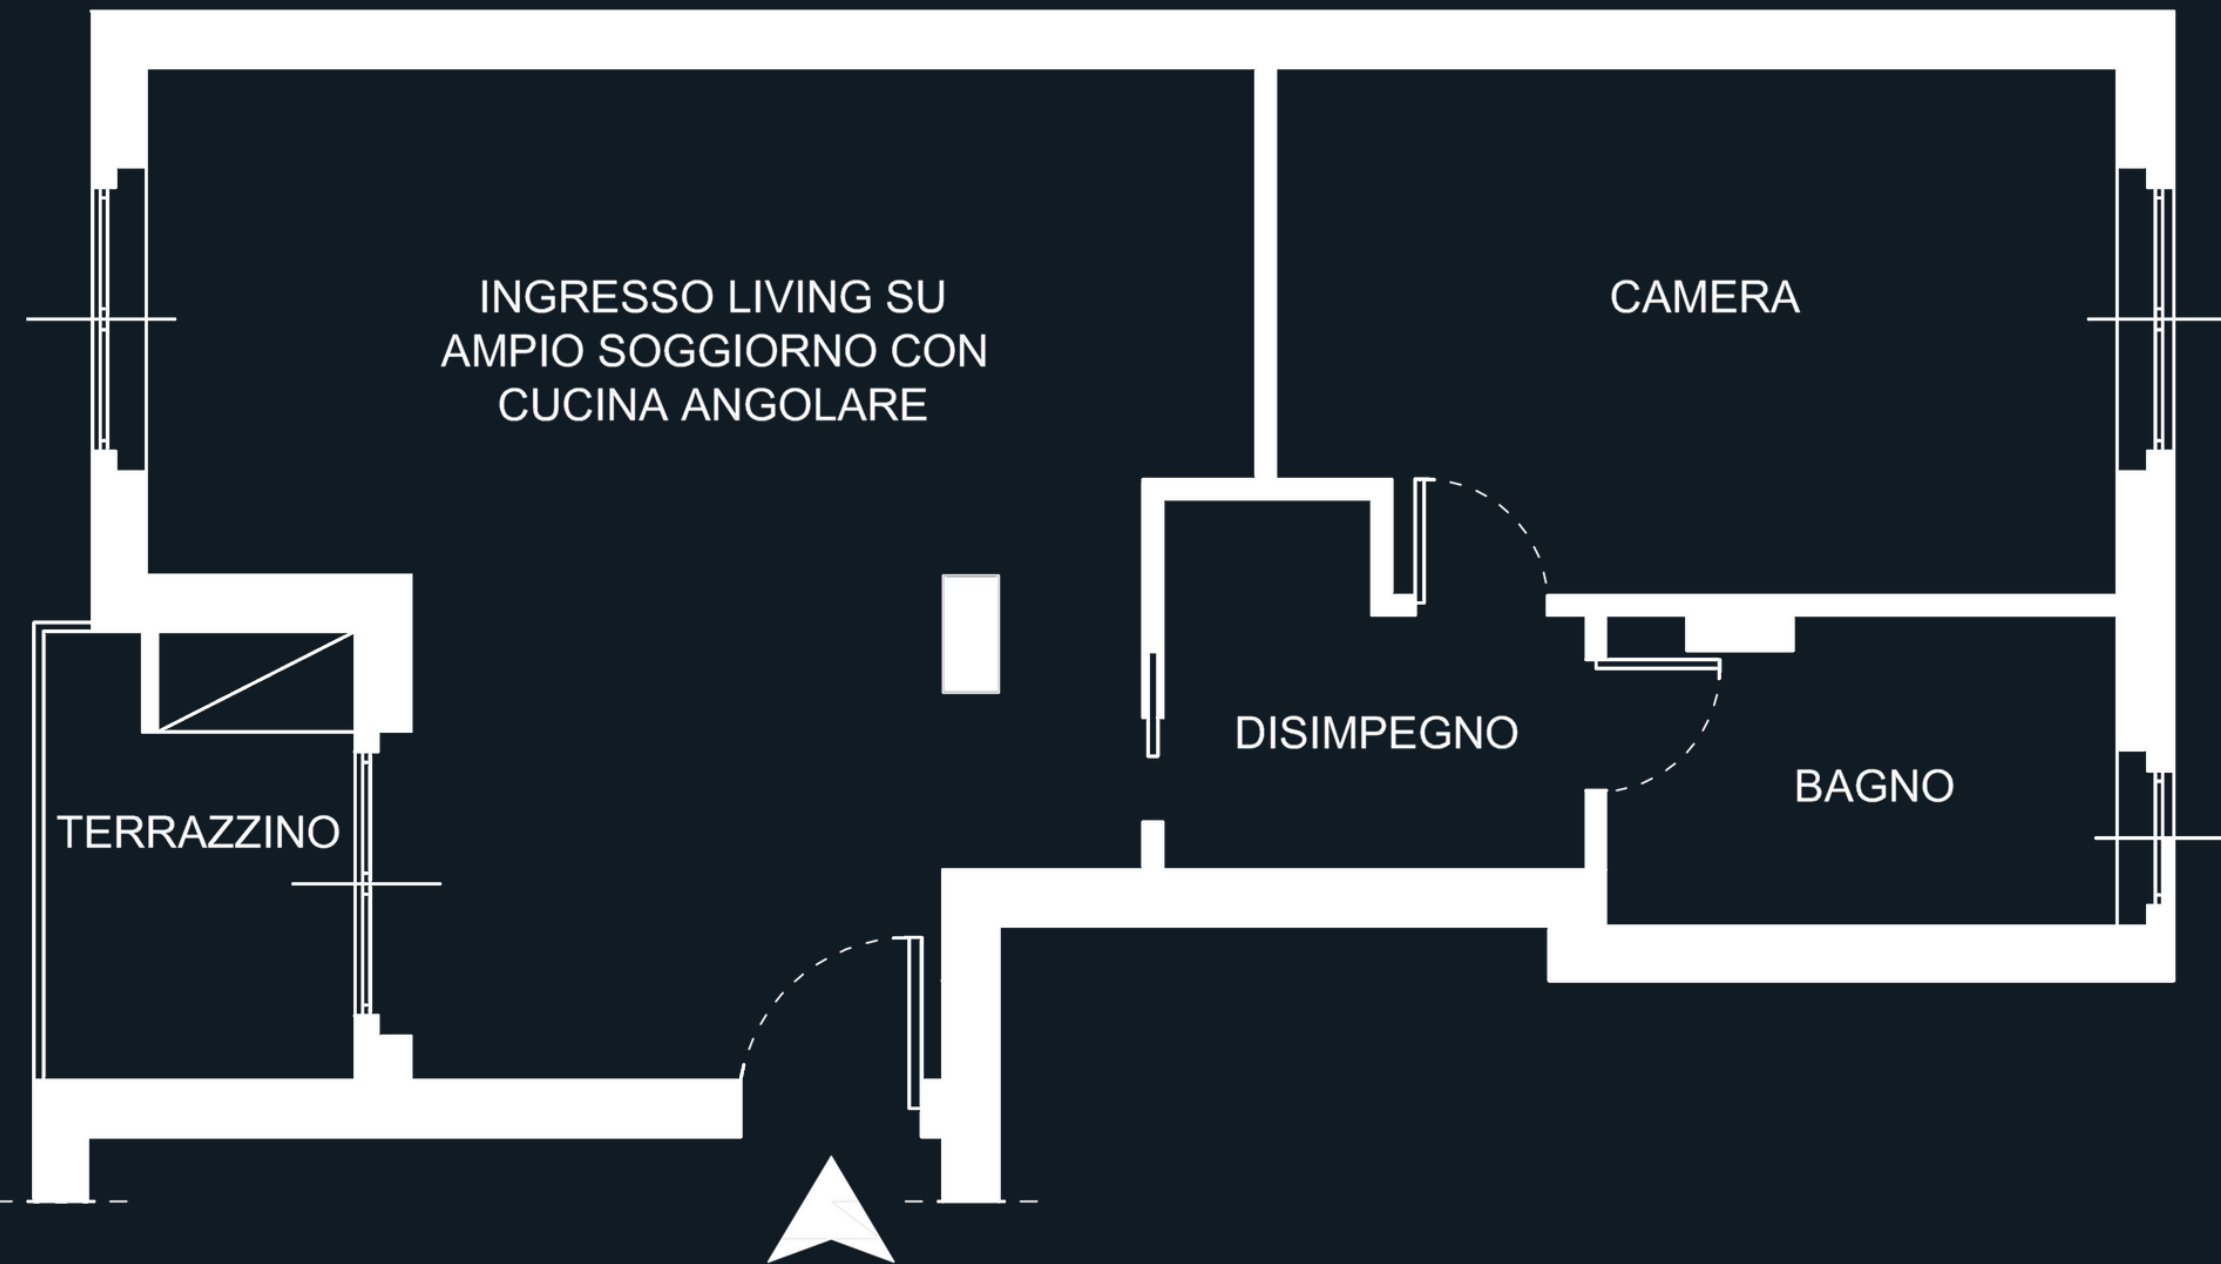 INGRESSO LIVING SU
AMPIO SOGGIORNO CON
CUCINA ANGOLARE
CAMERA
DISIMPEGNO
BAGNO
TERRAZZINO